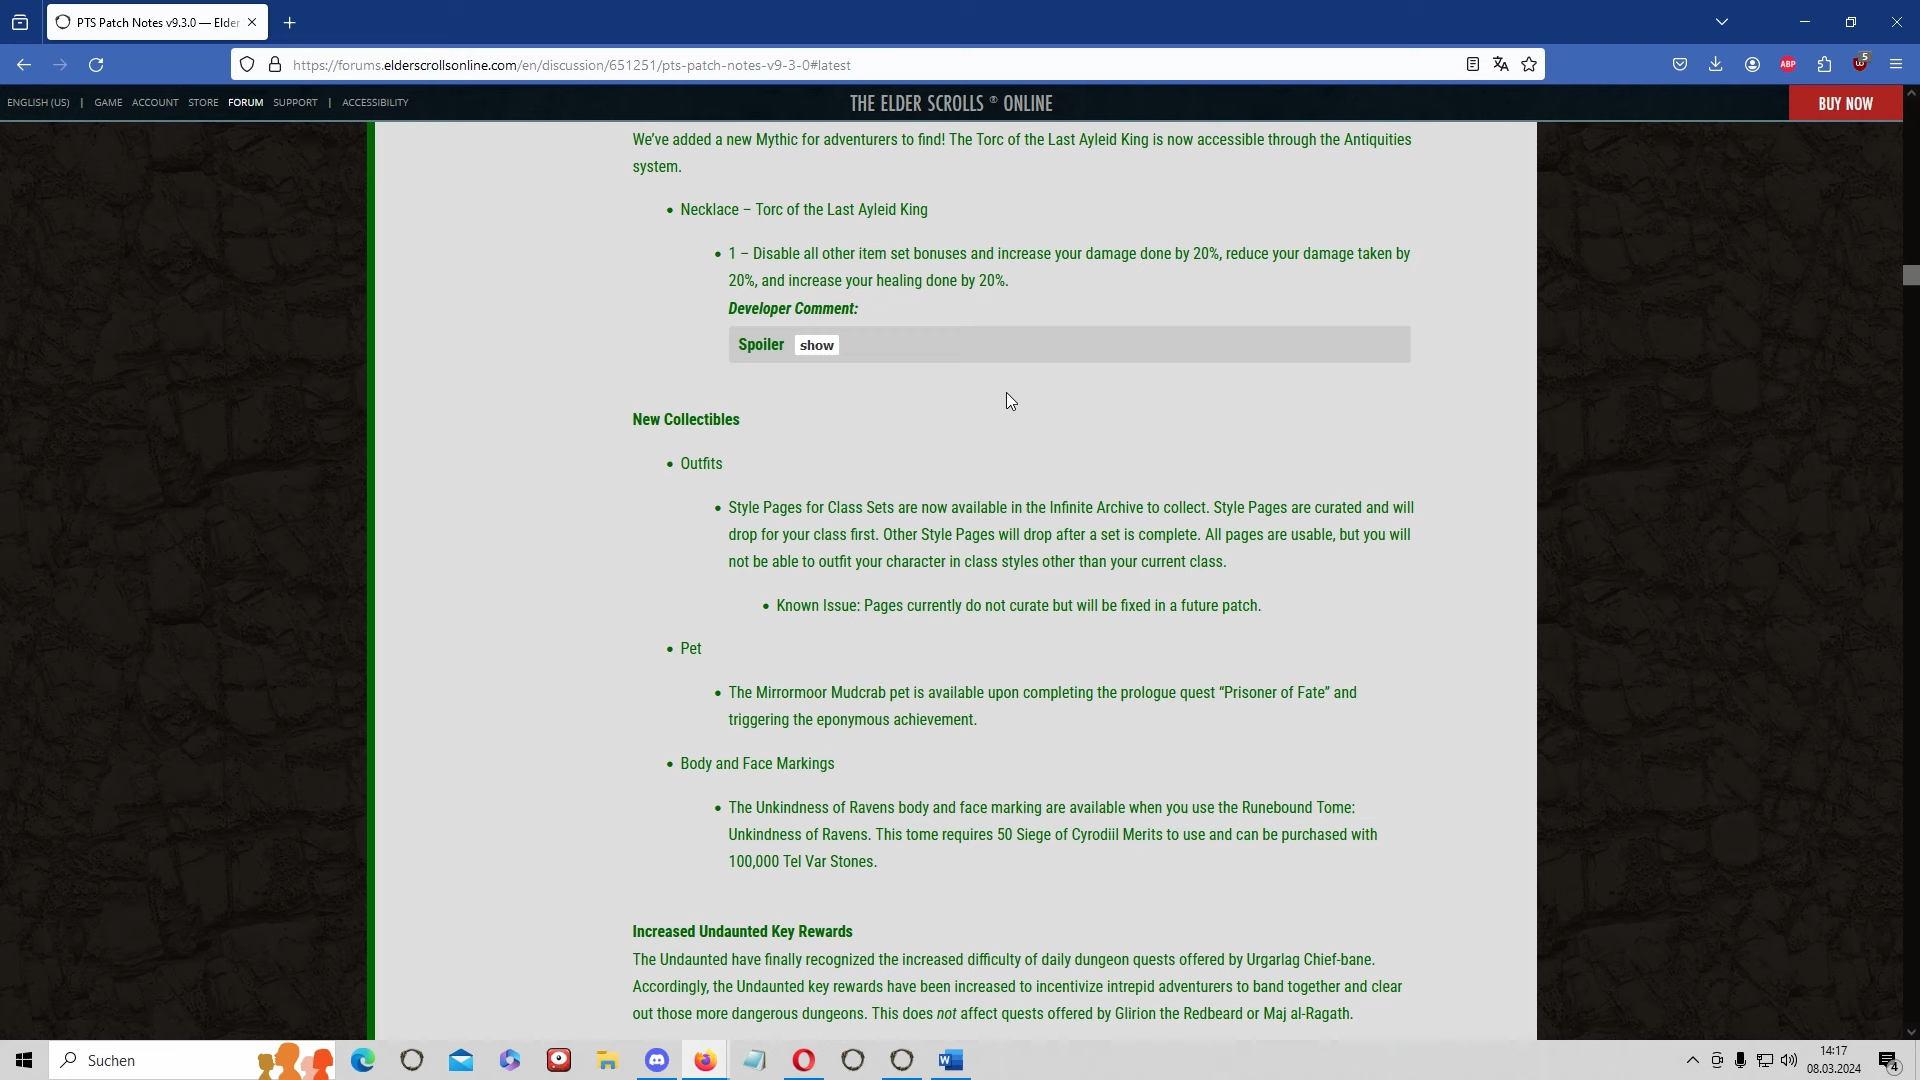 PTS Patch Notes v9.3.0 — Elder
https://forums.elderscrollsonline.com/en/discussion/651251/pts-patch-notes-v9-3-0#latest
ABP
5
ENGLISH (US) | GAME ACCOUNT STORE FORUM SUPPORT | ACCESSIBILITY
THE ELDER SCROLLS ® ONLINE
BUY NOW
We’ve added a new Mythic for adventurers to find! The Torc of the Last Ayleid King is now accessible through the Antiquities
system.
• Necklace – Torc of the Last Ayleid King
• 1 – Disable all other item set bonuses and increase your damage done by 20%, reduce your damage taken by
20%, and increase your healing done by 20%.
Developer Comment:
Spoiler show
New Collectibles
• Outfits
• Style Pages for Class Sets are now available in the Infinite Archive to collect. Style Pages are curated and will
drop for your class first. Other Style Pages will drop after a set is complete. All pages are usable, but you will
not be able to outfit your character in class styles other than your current class.
• Known Issue: Pages currently do not curate but will be fixed in a future patch.
• Pet
• The Mirrormoor Mudcrab pet is available upon completing the prologue quest “Prisoner of Fate” and
triggering the eponymous achievement.
• Body and Face Markings
• The Unkindness of Ravens body and face marking are available when you use the Runebound Tome:
Unkindness of Ravens. This tome requires 50 Siege of Cyrodiil Merits to use and can be purchased with
100,000 Tel Var Stones.
Increased Undaunted Key Rewards
The Undaunted have finally recognized the increased difficulty of daily dungeon quests offered by Urgarlag Chief-bane.
Accordingly, the Undaunted key rewards have been increased to incentivize intrepid adventurers to band together and clear
out those more dangerous dungeons. This does not affect quests offered by Glirion the Redbeard or Maj al-Ragath.
Suchen
W
14:17
08.03.2024
4